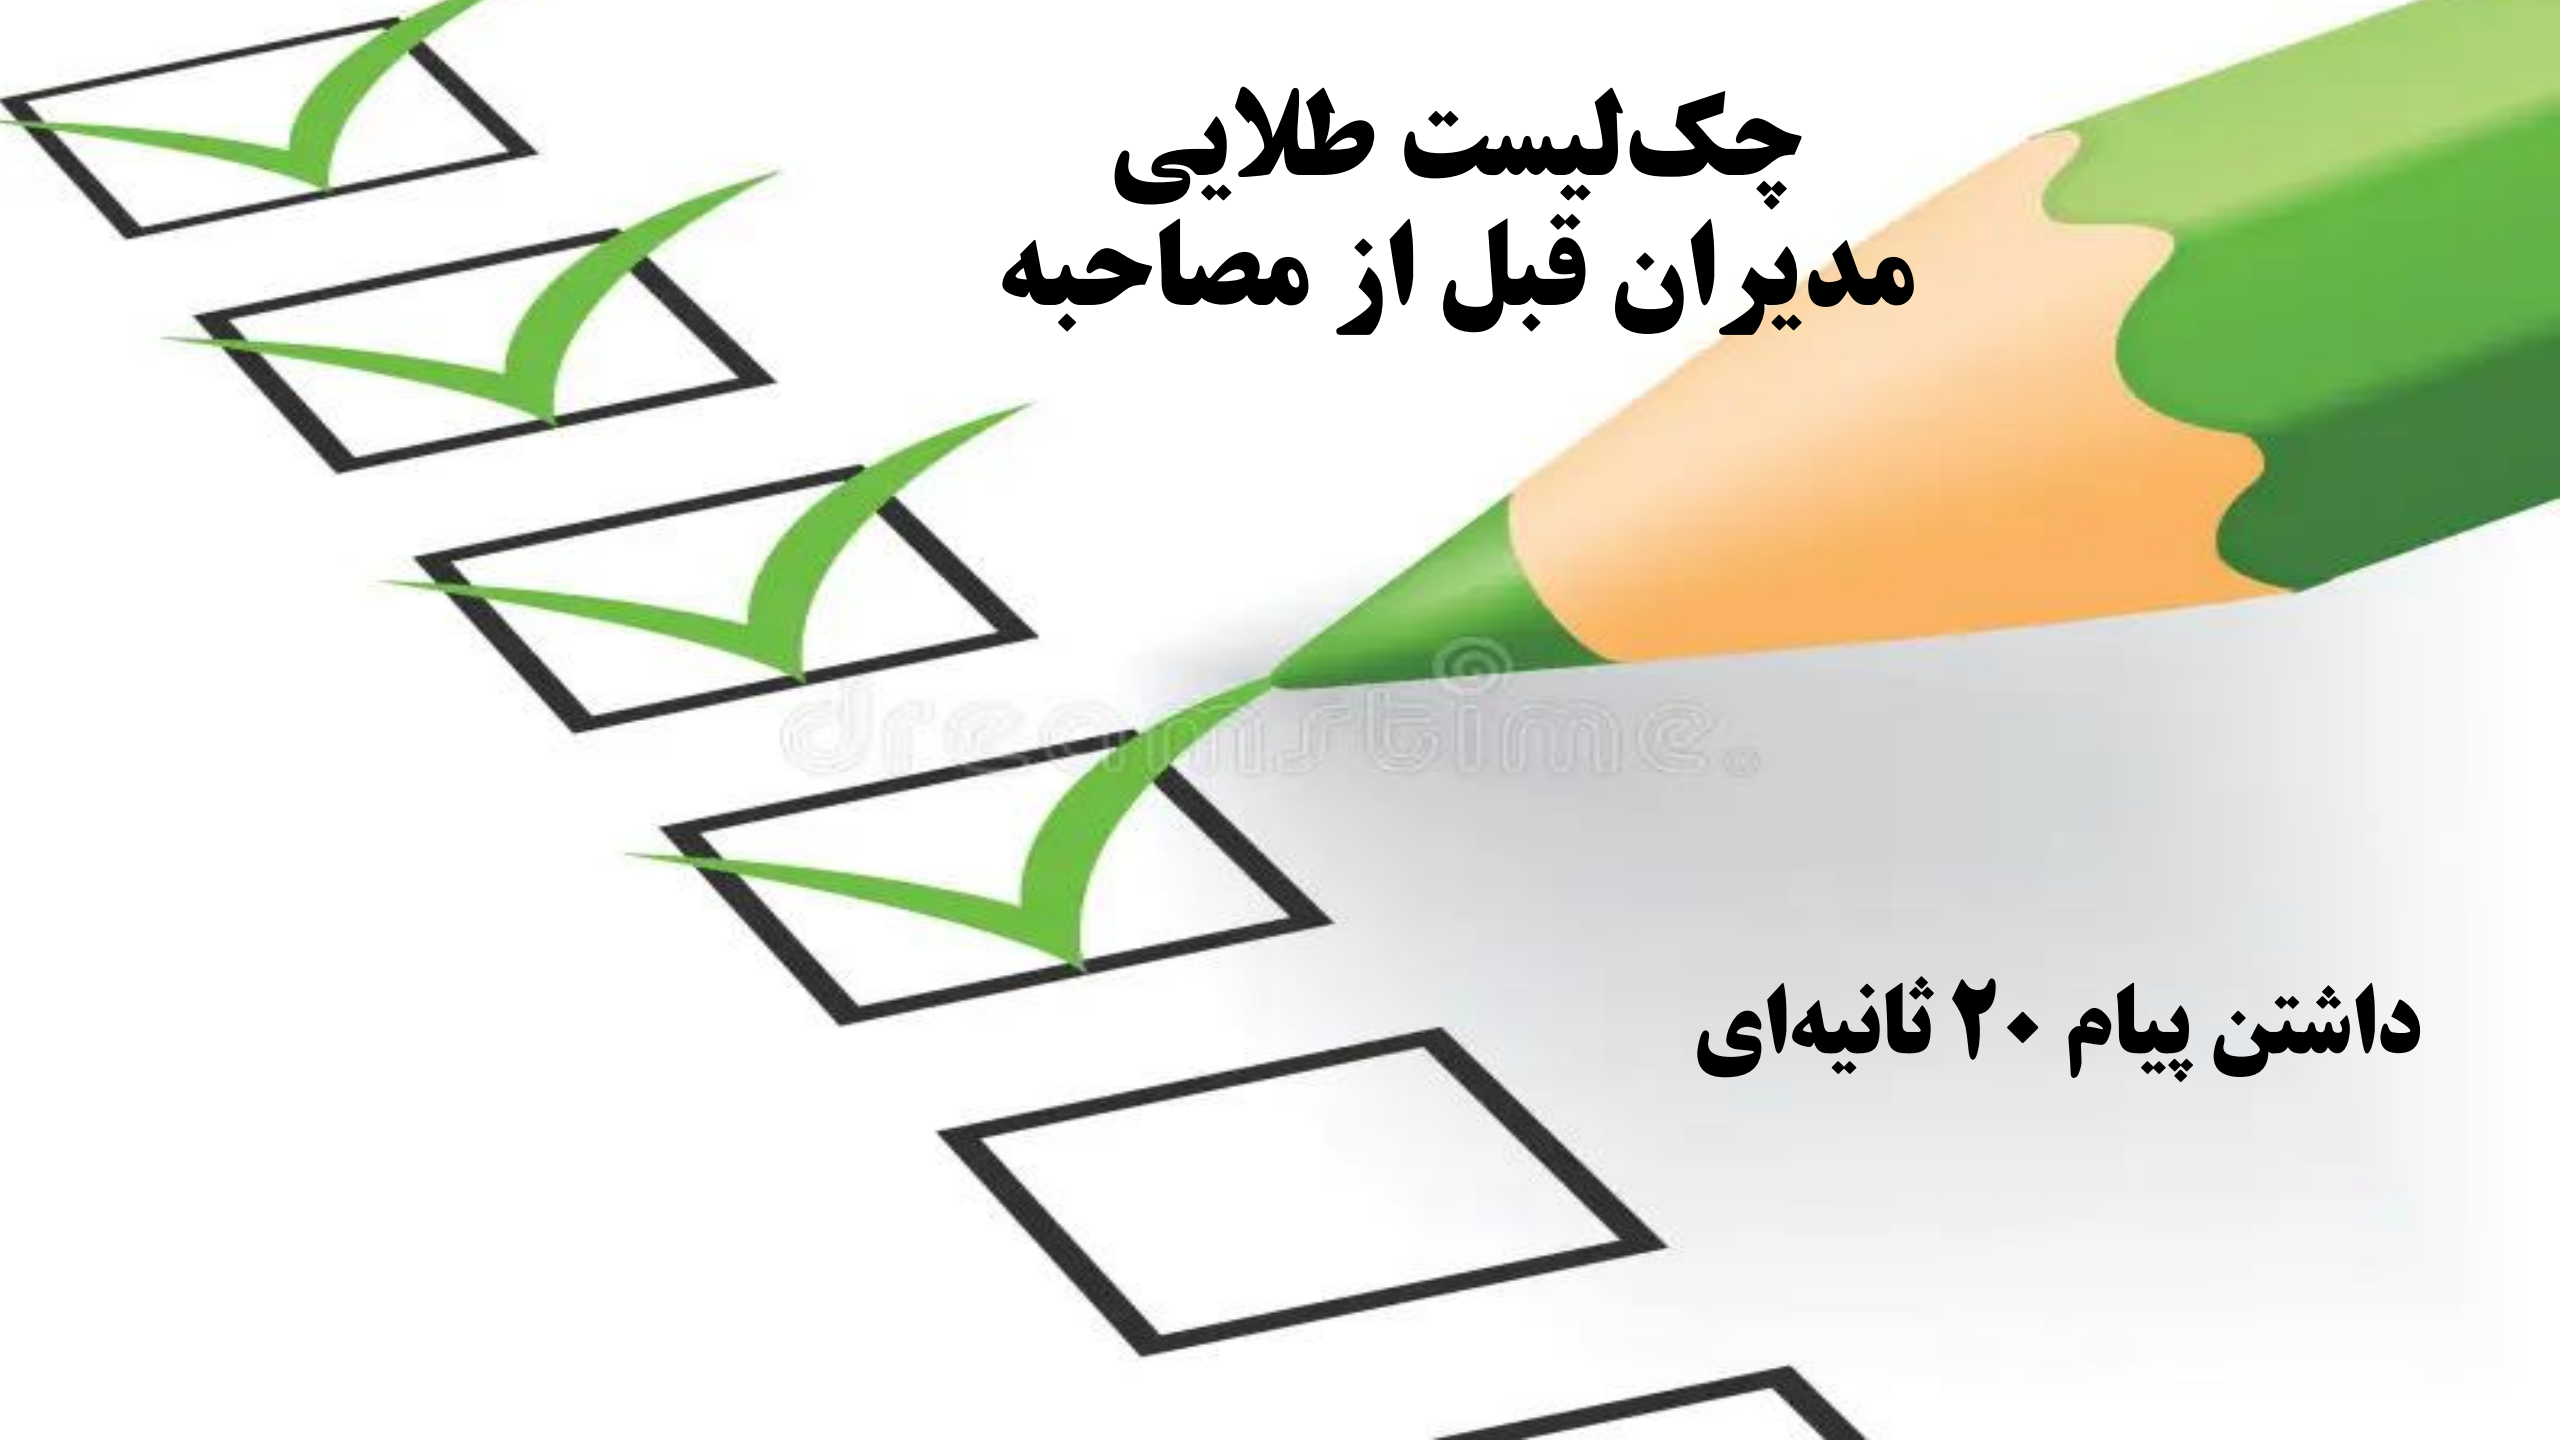 چک‌لیست طلایی
مدیران قبل از مصاحبه
dreamstime.
داشتن پیام ۲۰ ثانیه‌ای